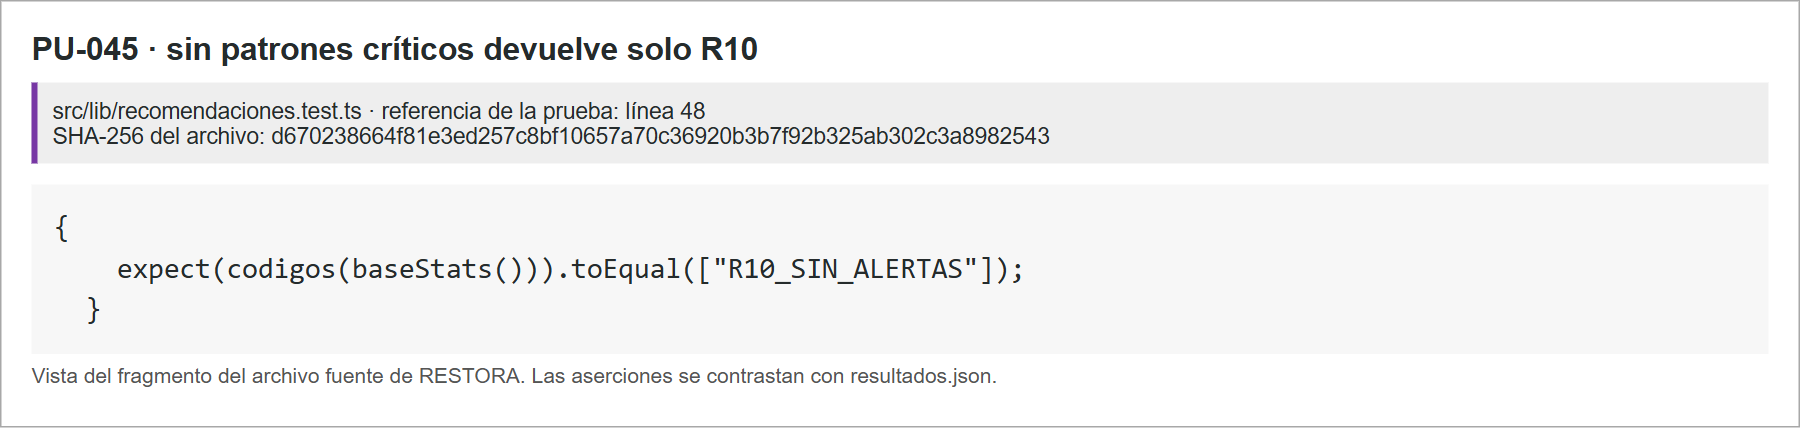 PU-045 · sin patrones críticos devuelve solo R10
src/lib/recomendaciones.test.ts · referencia de la prueba: línea 48
SHA-256 del archivo: d670238664f81e3ed257c8bf10657a70c36920b3b7f92b325ab302c3a8982543
{
    expect(codigos(baseStats())).toEqual(["R10_SIN_ALERTAS"]);
  }
Vista del fragmento del archivo fuente de RESTORA. Las aserciones se contrastan con resultados.json.